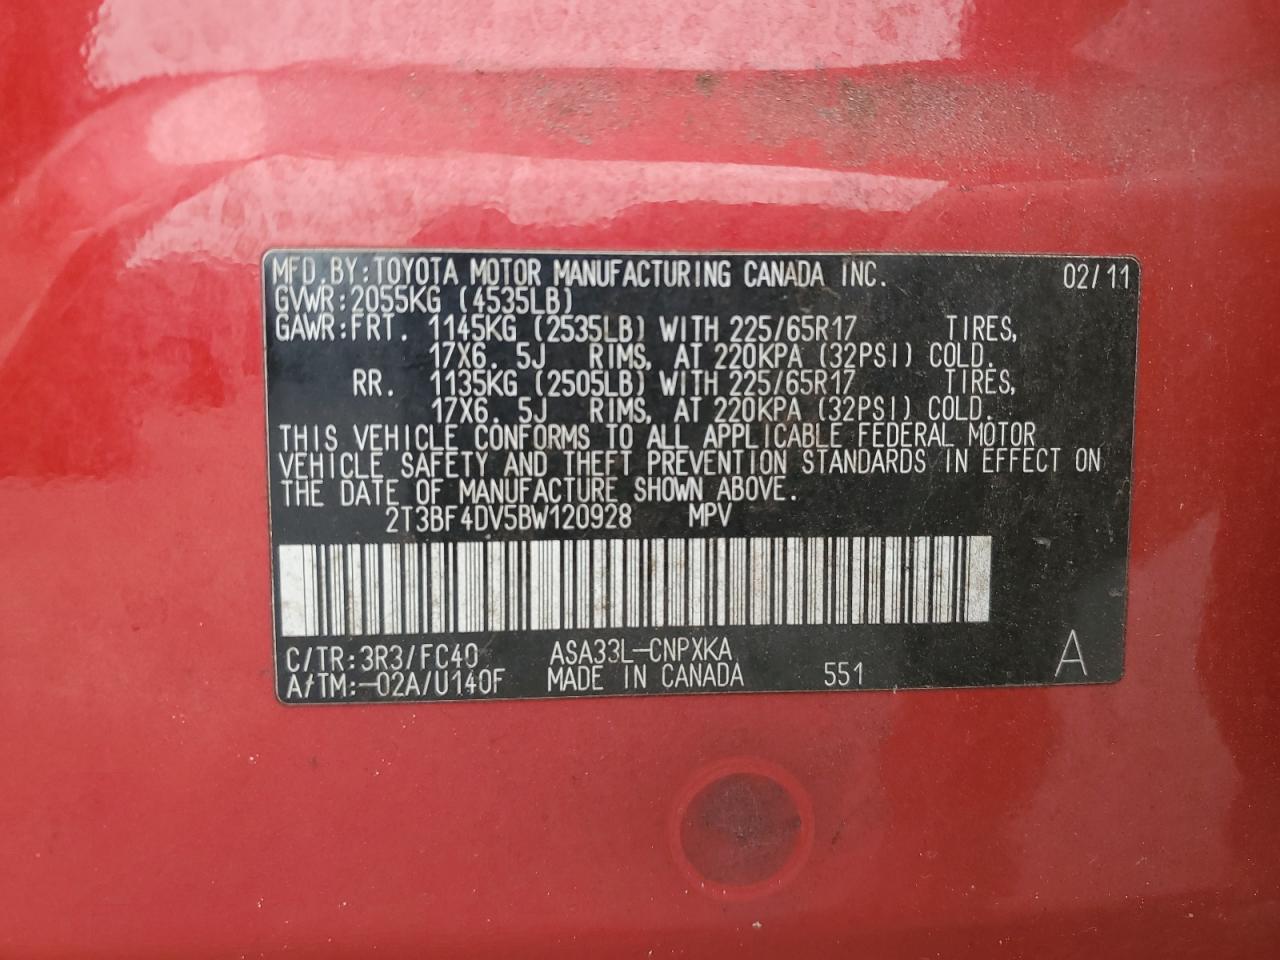 MFD.BY:TOYOTA MOTOR MANUFACTURING CANADA INC. 02/11
GVWR:2055KG (4535LB)
GAWR:FRT. 1145KG (2535LB) WITH 225/65R17 TIRES,
17X6.5J RIMS, AT 220KPA (32PSI) COLD.
RR. 1135KG (2505LB) WITH 225/65R17 TIRES,
17X6.5J RIMS, AT 220KPA (32PSI) COLD.
THIS VEHICLE CONFORMS TO ALL APPLICABLE FEDERAL MOTOR
VEHICLE SAFETY AND THEFT PREVENTION STANDARDS IN EFFECT ON
THE DATE OF MANUFACTURE SHOWN ABOVE.
2T3BF4DV5BW120928 MPV
C/TR:3R3/FC40 ASA33L-CNPXKA
A/TM:-02A/U140F MADE IN CANADA 551 A